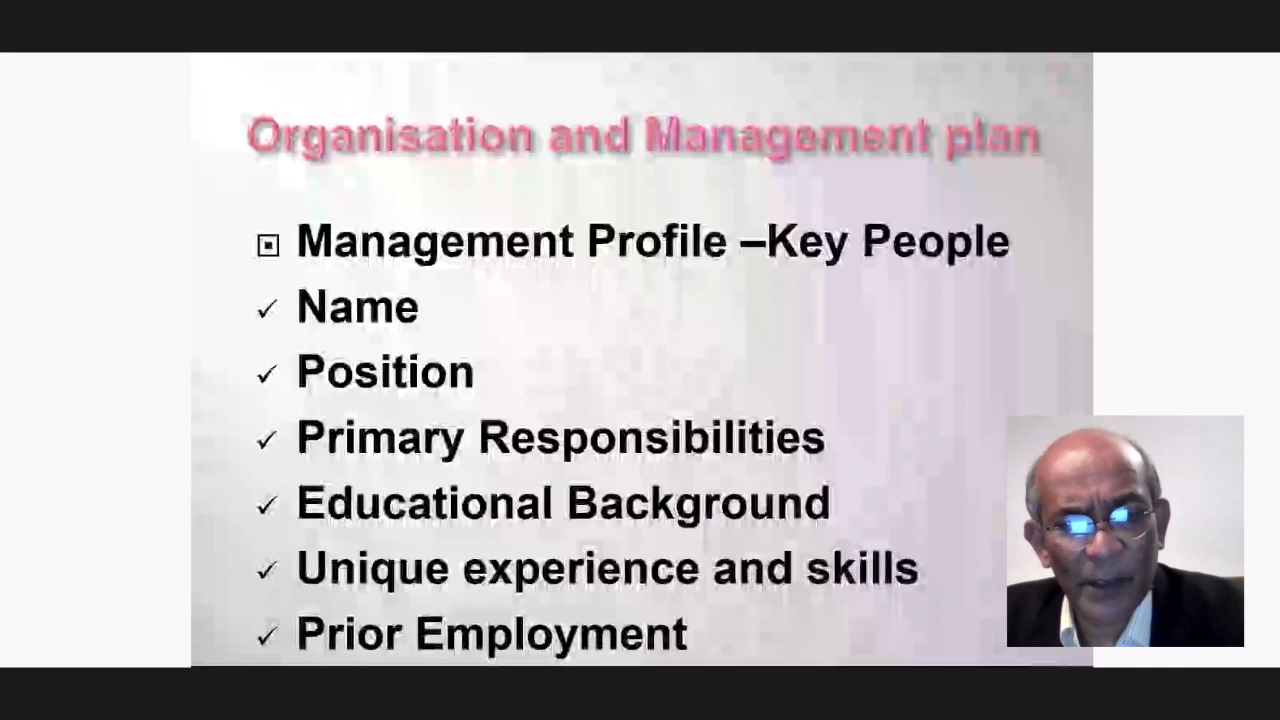 Organisation and Management plan
Management Profile –Key People
Name
Position
Primary Responsibilities
Educational Background
Unique experience and skills
Prior Employment